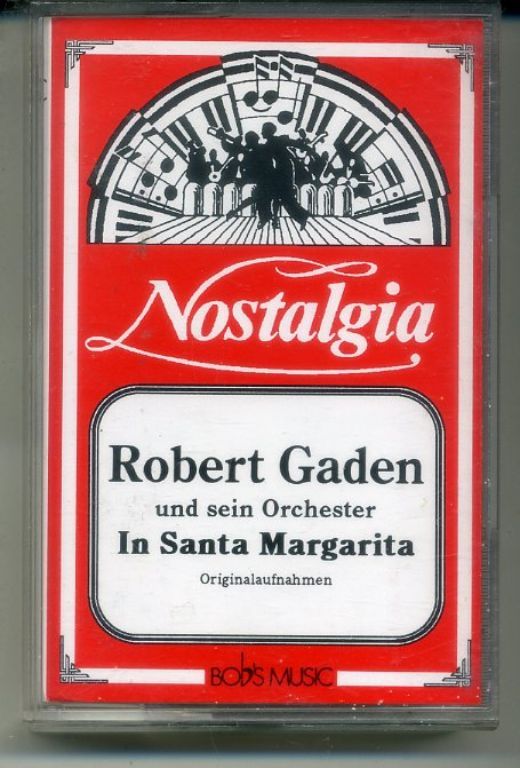 Nostalgia
Robert Gaden
und sein Orchester
In Santa Margarita
Originalaufnahmen
BOB'S MUSIC